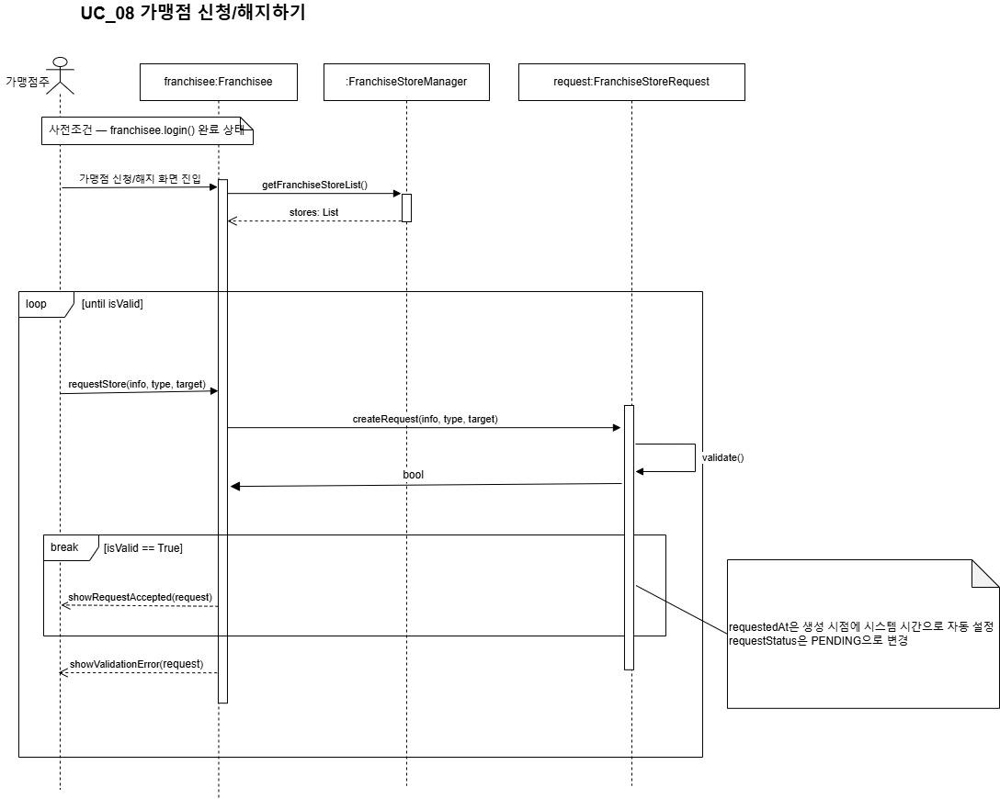 UC_08 가맹점 신청/해지하기
가맹점주
franchisee:Franchisee
:FranchiseStoreManager
request:FranchiseStoreRequest
사전조건 — franchisee.login() 완료 상태
가맹점 신청/해지 화면 진입
getFranchiseStoreList()
stores: List
loop
[until isValid]
requestStore(info, type, target)
createRequest(info, type, target)
validate()
bool
break
[isValid == True]
showRequestAccepted(request)
requestedAt은 생성 시점에 시스템 시간으로 자동 설정
requestStatus은 PENDING으로 변경
showValidationError(request)